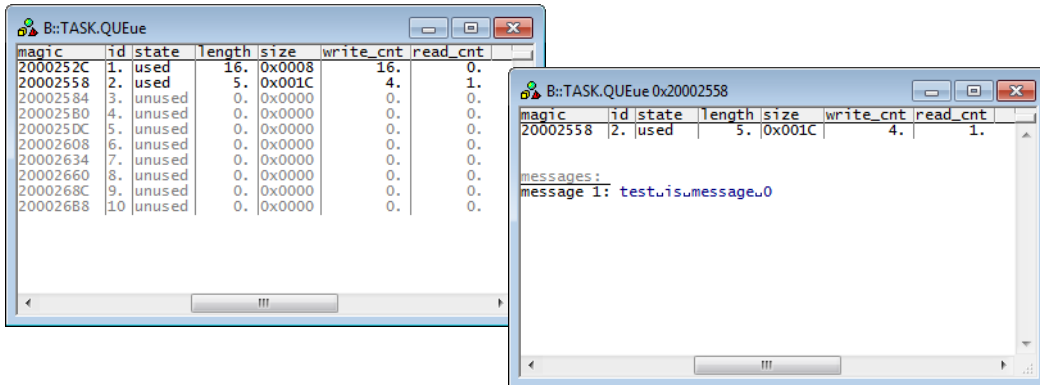 B::TASK.QUEue
magic id state length size write_cnt read_cnt
2000252C 1. used 16. 0x0008 16. 0.
20002558 2. used 5. 0x001C 4. 1.
20002584 3. unused 0. 0x0000 0. 0.
200025B0 4. unused 0. 0x0000 0. 0.
200025DC 5. unused 0. 0x0000 0. 0.
20002608 6. unused 0. 0x0000 0. 0.
20002634 7. unused 0. 0x0000 0. 0.
20002660 8. unused 0. 0x0000 0. 0.
2000268C 9. unused 0. 0x0000 0. 0.
200026B8 10 unused 0. 0x0000 0. 0.
B::TASK.QUEue 0x20002558
magic id state length size write_cnt read_cnt
20002558 2. used 5. 0x001C 4. 1.
messages:
message 1: test␣is␣message␣0